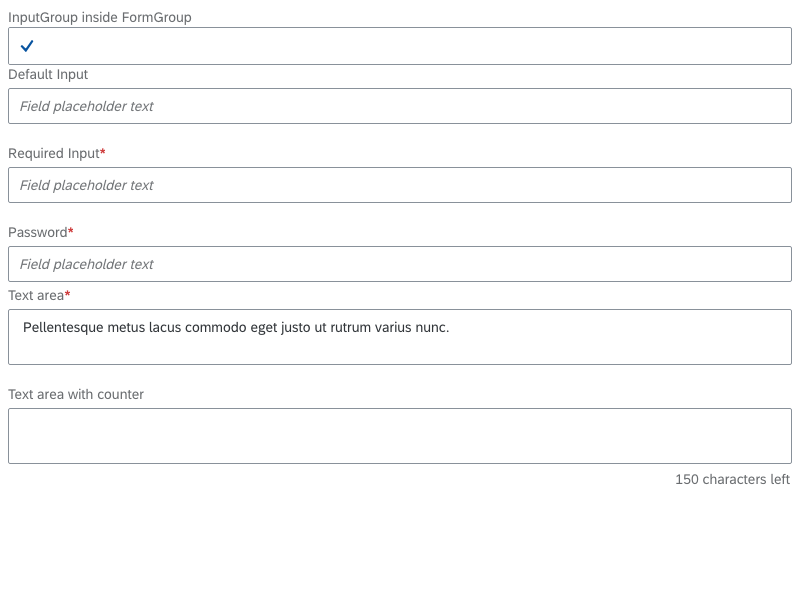 InputGroup inside FormGroup
Default Input
Field placeholder text
Required Input*
Field placeholder text
Password*
Field placeholder text
Text area*
Pellentesque metus lacus commodo eget justo ut rutrum varius nunc.
Text area with counter
150 characters left